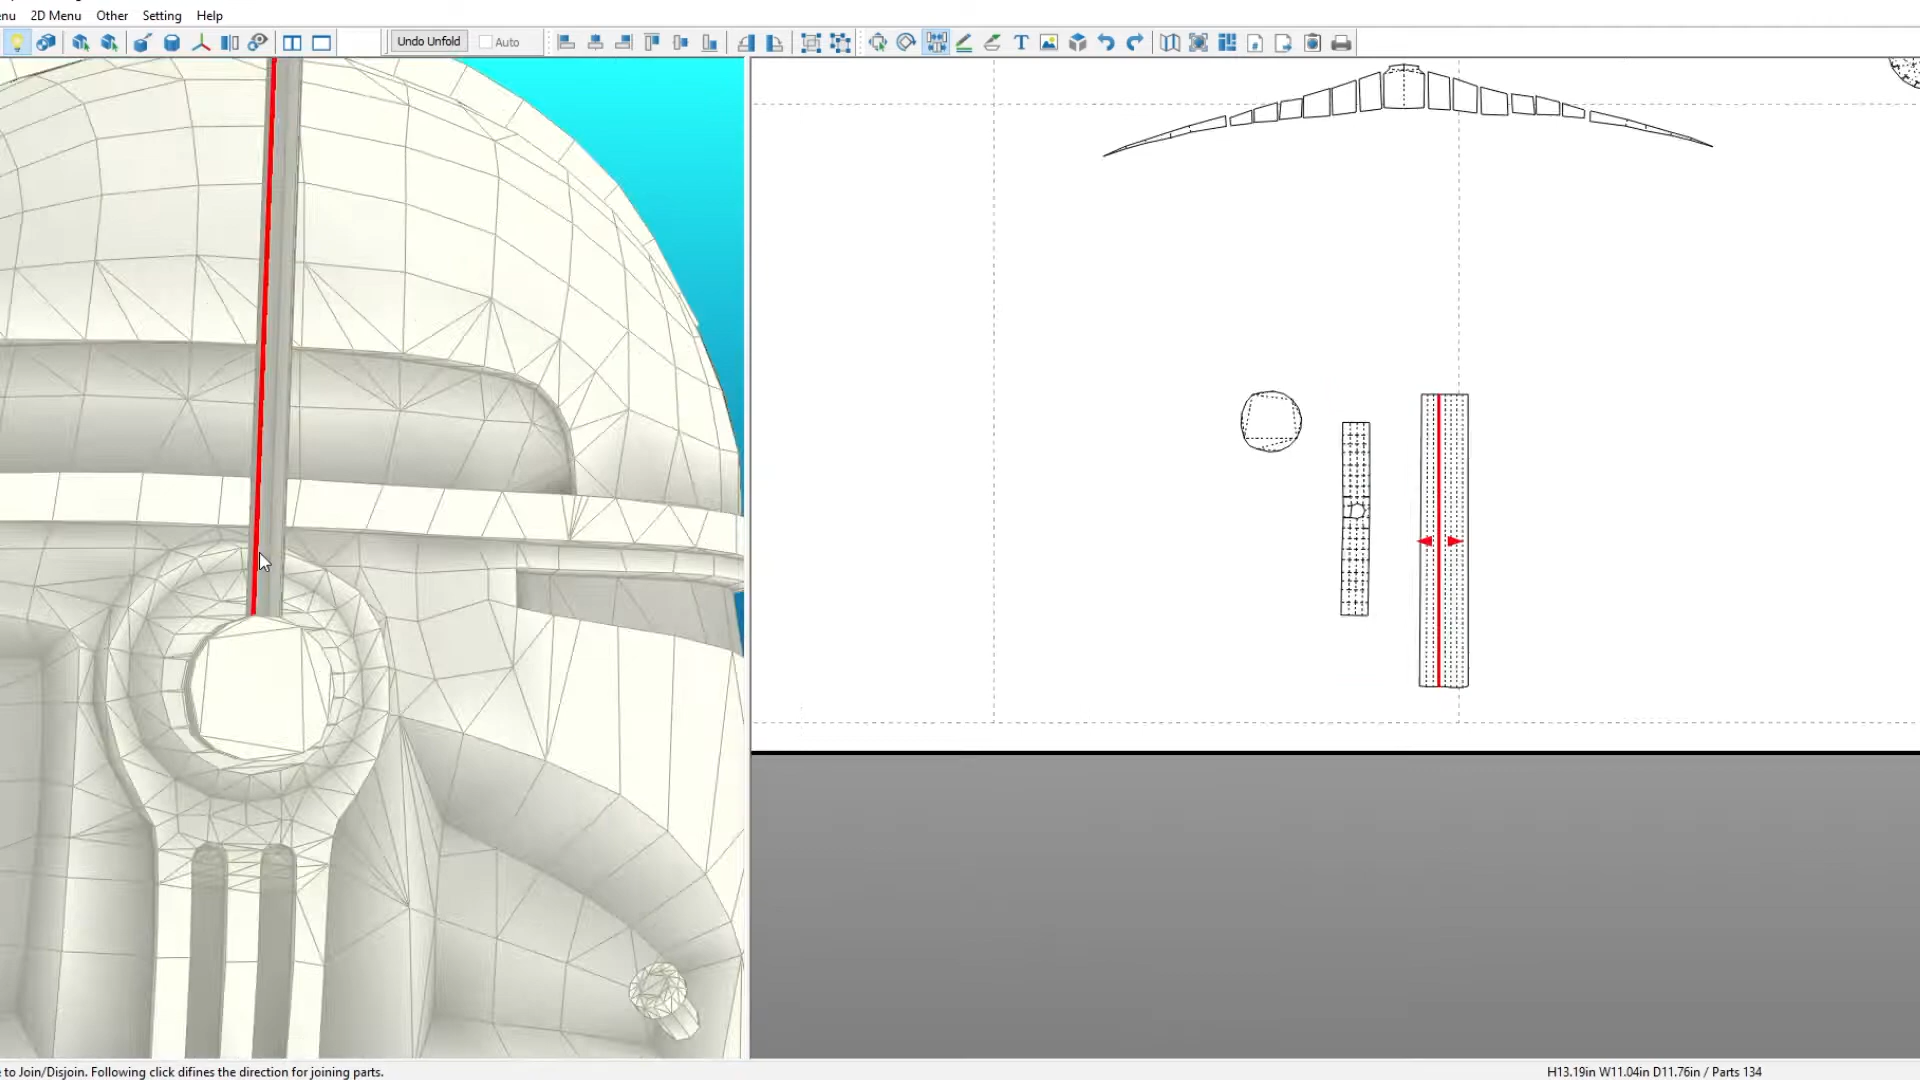 enu 2D Menu Other Setting Help
Undo Unfold Auto
e to Join/Disjoin. Following click difines the direction for joining parts.
H13.19in W11.04in D11.76in / Parts 134